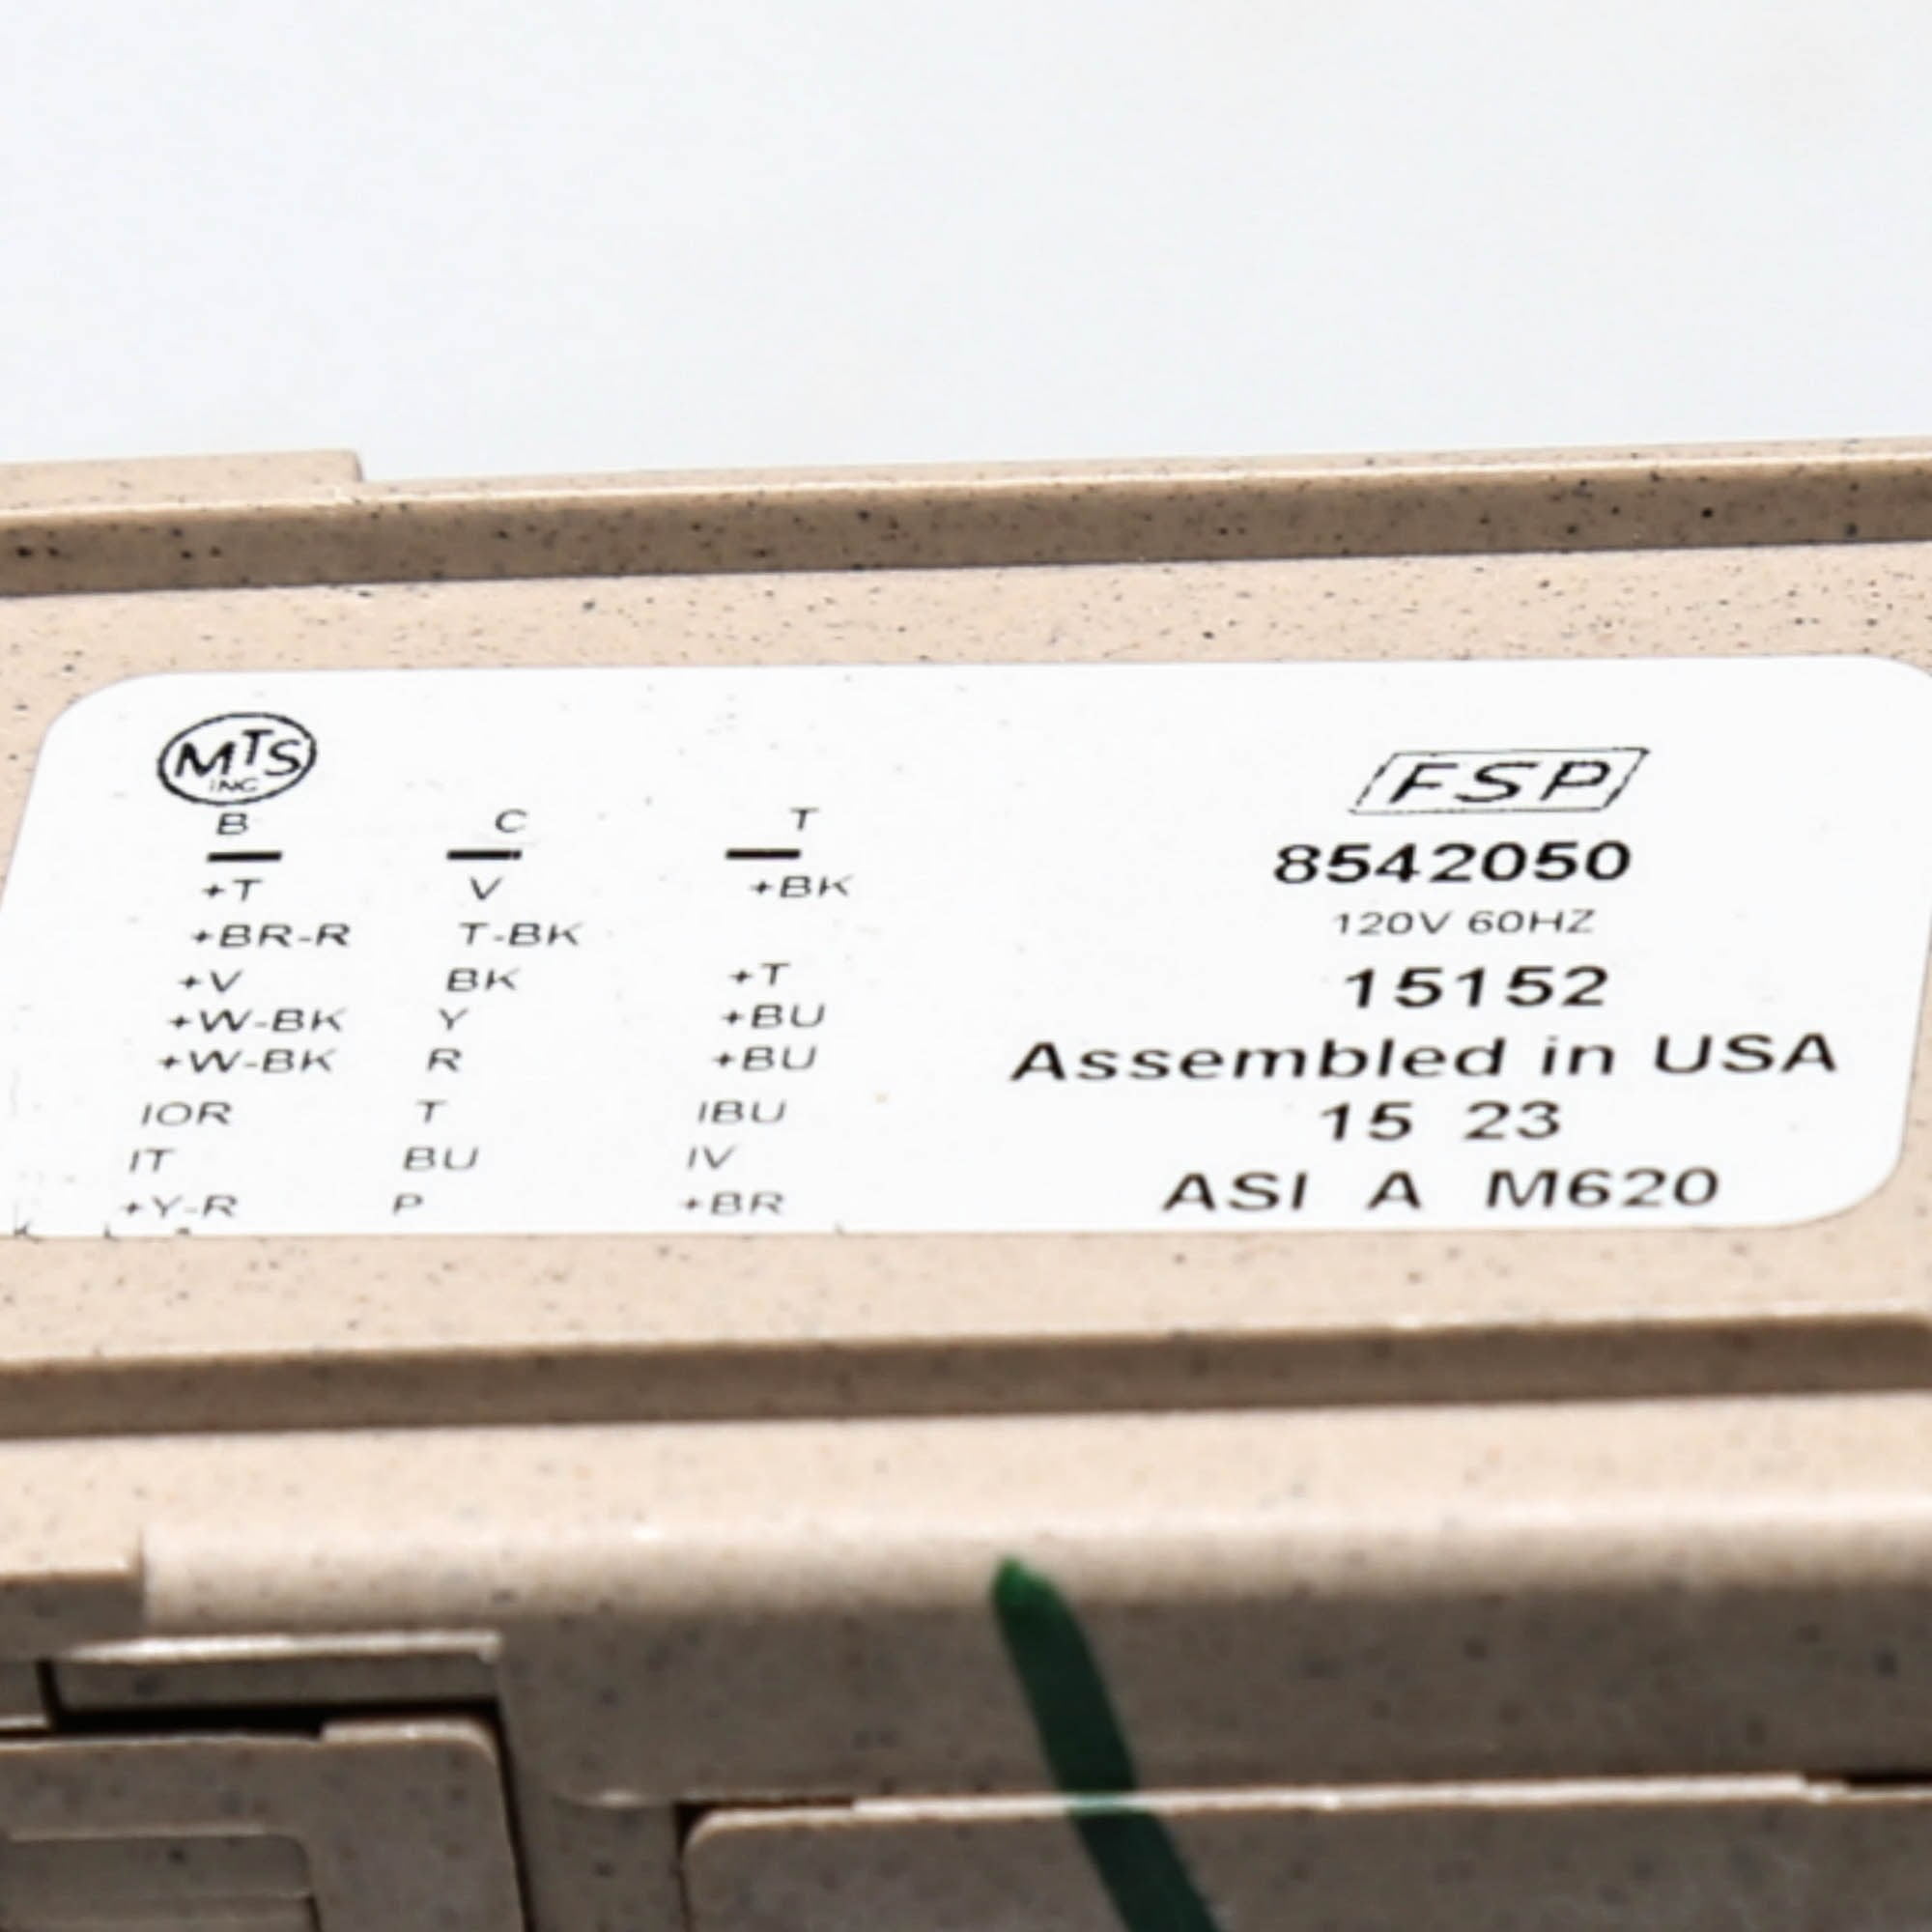 MTS
INC
B C T
+T V +BK
+BR-R T-BK
+V BK +T
+W-BK Y +BU
+W-BK R +BU
IOR T IBU
IT BU IV
+Y-R P +BR
FSP
8542050
120V 60HZ
15152
Assembled in USA
15 23
ASI A M620